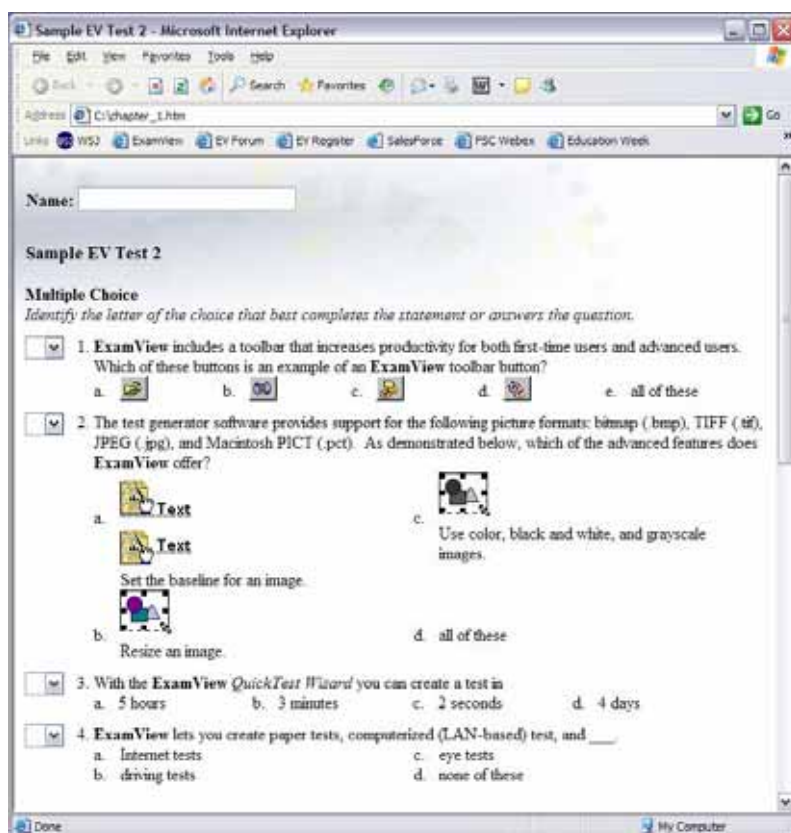 Sample EV Test 2 - Microsoft Internet Explorer
File Edit View Favorites Tools Help
Back Search Favorites
Address C:\chapter_1.htm Go
Links WSJ ExamView EV Forum EV Register SalesForce FSC Webex Education Week
Name:
Sample EV Test 2
Multiple Choice
Identify the letter of the choice that best completes the statement or answers the question.
1. ExamView includes a toolbar that increases productivity for both first-time users and advanced users.
Which of these buttons is an example of an ExamView toolbar button?
a. b. c. d. e. all of these
2. The test generator software provides support for the following picture formats: bitmap (.bmp), TIFF (.tif),
JPEG (.jpg), and Macintosh PICT (.pct). As demonstrated below, which of the advanced features does
ExamView offer?
a. Text
Text
Set the baseline for an image.
b.
Resize an image.
c.
Use color, black and white, and grayscale
images.
d. all of these
3. With the ExamView QuickTest Wizard you can create a test in
a. 5 hours b. 3 minutes c. 2 seconds d. 4 days
4. ExamView lets you create paper tests, computerized (LAN-based) test, and ___.
a. Internet tests c. eye tests
b. driving tests d. none of these
Done My Computer